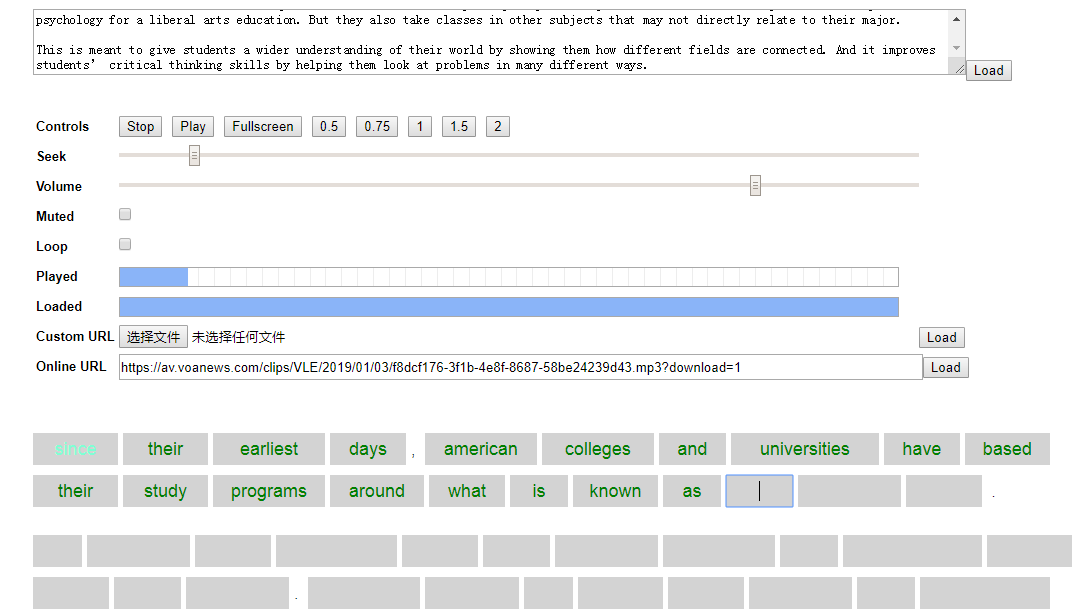 psychology for a liberal arts education. But they also take classes in other subjects that may not directly relate to their major.
This is meant to give students a wider understanding of their world by showing them how different fields are connected. And it improves
students’ critical thinking skills by helping them look at problems in many different ways.
Load
Controls Stop Play Fullscreen 0.5 0.75 1 1.5 2
Seek
Volume
Muted
Loop
Played
Loaded
Custom URL 选择文件 未选择任何文件 Load
Online URL https://av.voanews.com/clips/VLE/2019/01/03/f8dcf176-3f1b-4e8f-8687-58be24239d43.mp3?download=1 Load
since their earliest days , american colleges and universities have based
their study programs around what is known as .
.